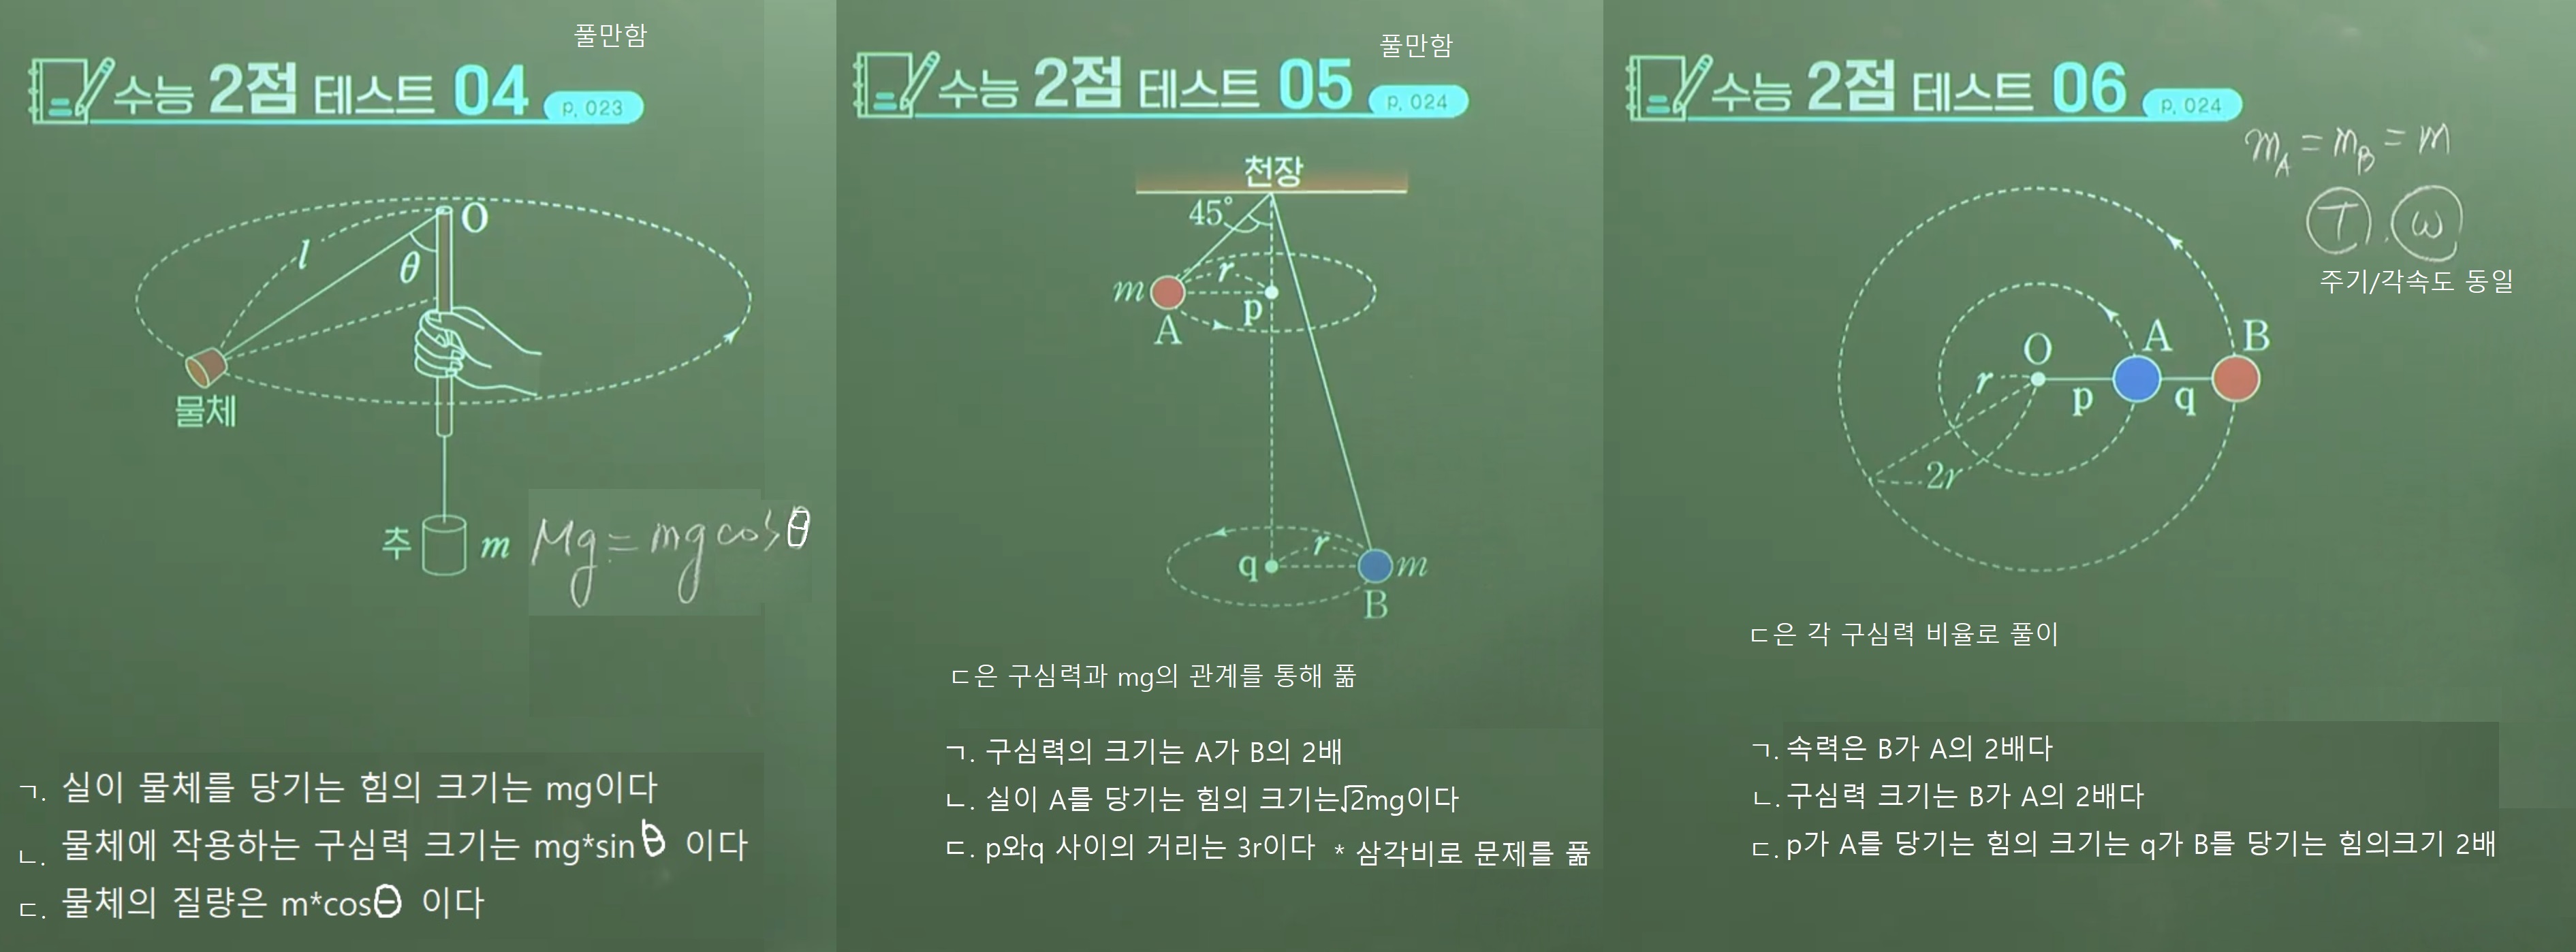 풀만함
수능 2점 테스트 04 p. 023
O
l
θ
물체
추 m Mg = mg cosθ
ㄱ. 실이 물체를 당기는 힘의 크기는 mg이다
ㄴ. 물체에 작용하는 구심력 크기는 mg*sinθ 이다
ㄷ. 물체의 질량은 m*cosθ 이다
풀만함
수능 2점 테스트 05 p. 024
천장
45°
m r
p
A
q r m
B
ㄷ은 구심력과 mg의 관계를 통해 풂
ㄱ. 구심력의 크기는 A가 B의 2배
ㄴ. 실이 A를 당기는 힘의 크기는√2mg이다
ㄷ. p와q 사이의 거리는 3r이다 * 삼각비로 문제를 풂
수능 2점 테스트 06 p. 024
m_A = m_B = m
T , ω
주기/각속도 동일
O A B
r p q
2r
ㄷ은 각 구심력 비율로 풀이
ㄱ. 속력은 B가 A의 2배다
ㄴ. 구심력 크기는 B가 A의 2배다
ㄷ. p가 A를 당기는 힘의 크기는 q가 B를 당기는 힘의크기 2배